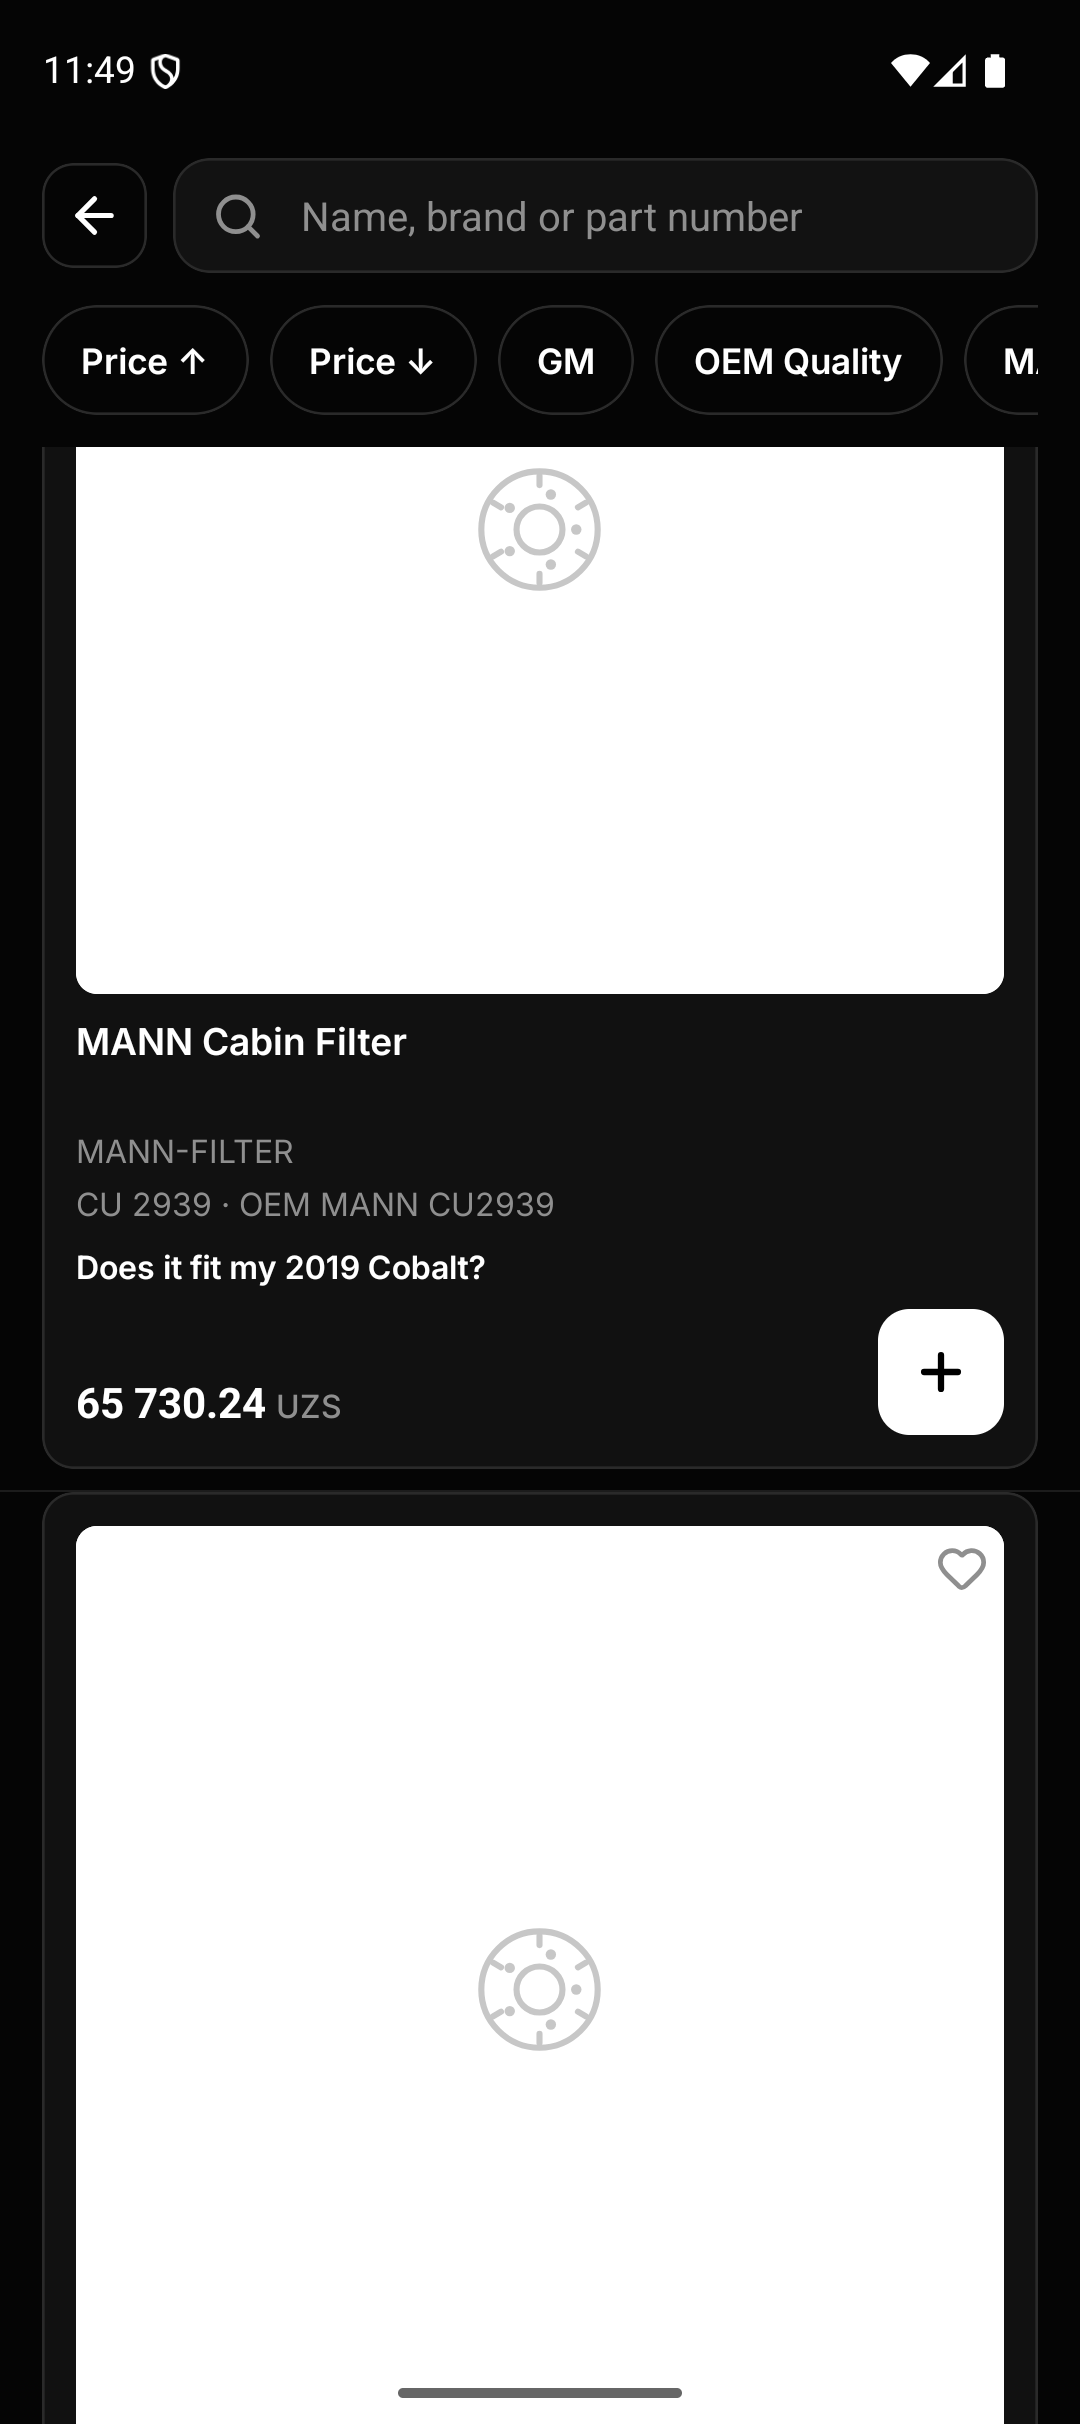 11:49
Name, brand or part number
Price ↑
Price ↓
GM
OEM Quality
MANN Cabin Filter
MANN-FILTER
CU 2939 · OEM MANN CU2939
Does it fit my 2019 Cobalt?
65 730.24 UZS